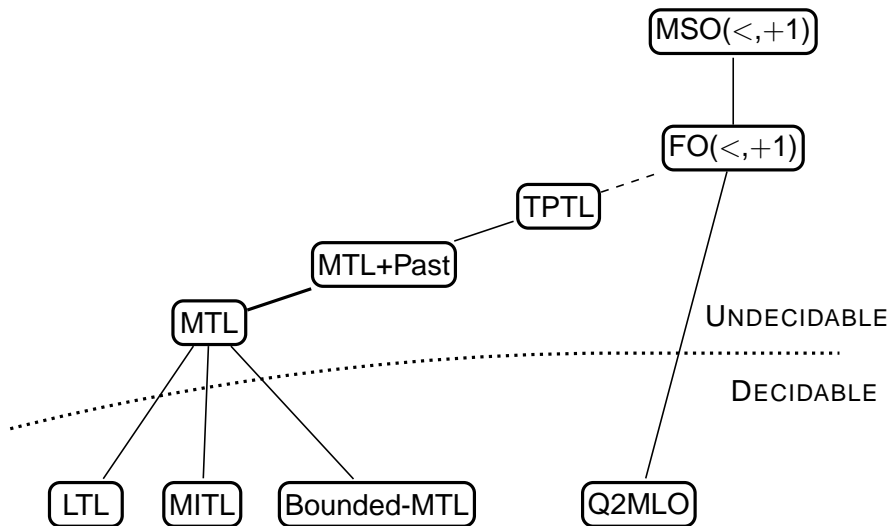 MSO(<,+1)
FO(<,+1)
TPTL
MTL+Past
MTL
UNDECIDABLE
DECIDABLE
LTL
MITL
Bounded-MTL
Q2MLO